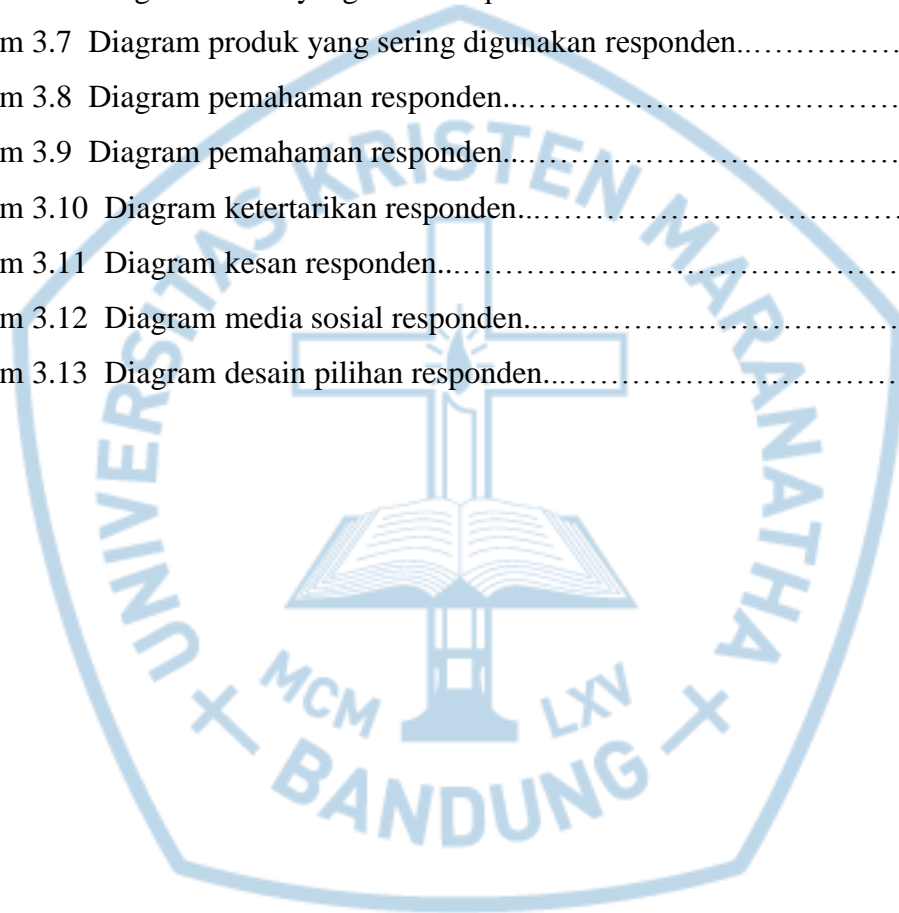 m 3.7 Diagram produk yang sering digunakan responden..……………
m 3.8 Diagram pemahaman responden...………………………………
m 3.9 Diagram pemahaman responden...………………………………
m 3.10 Diagram ketertarikan responden...………………………………
m 3.11 Diagram kesan responden...……………………………………
m 3.12 Diagram media sosial responden...………………………………
m 3.13 Diagram desain pilihan responden...……………………………
UNIVERSITAS KRISTEN MARANATHA
MCM LXV
BANDUNG